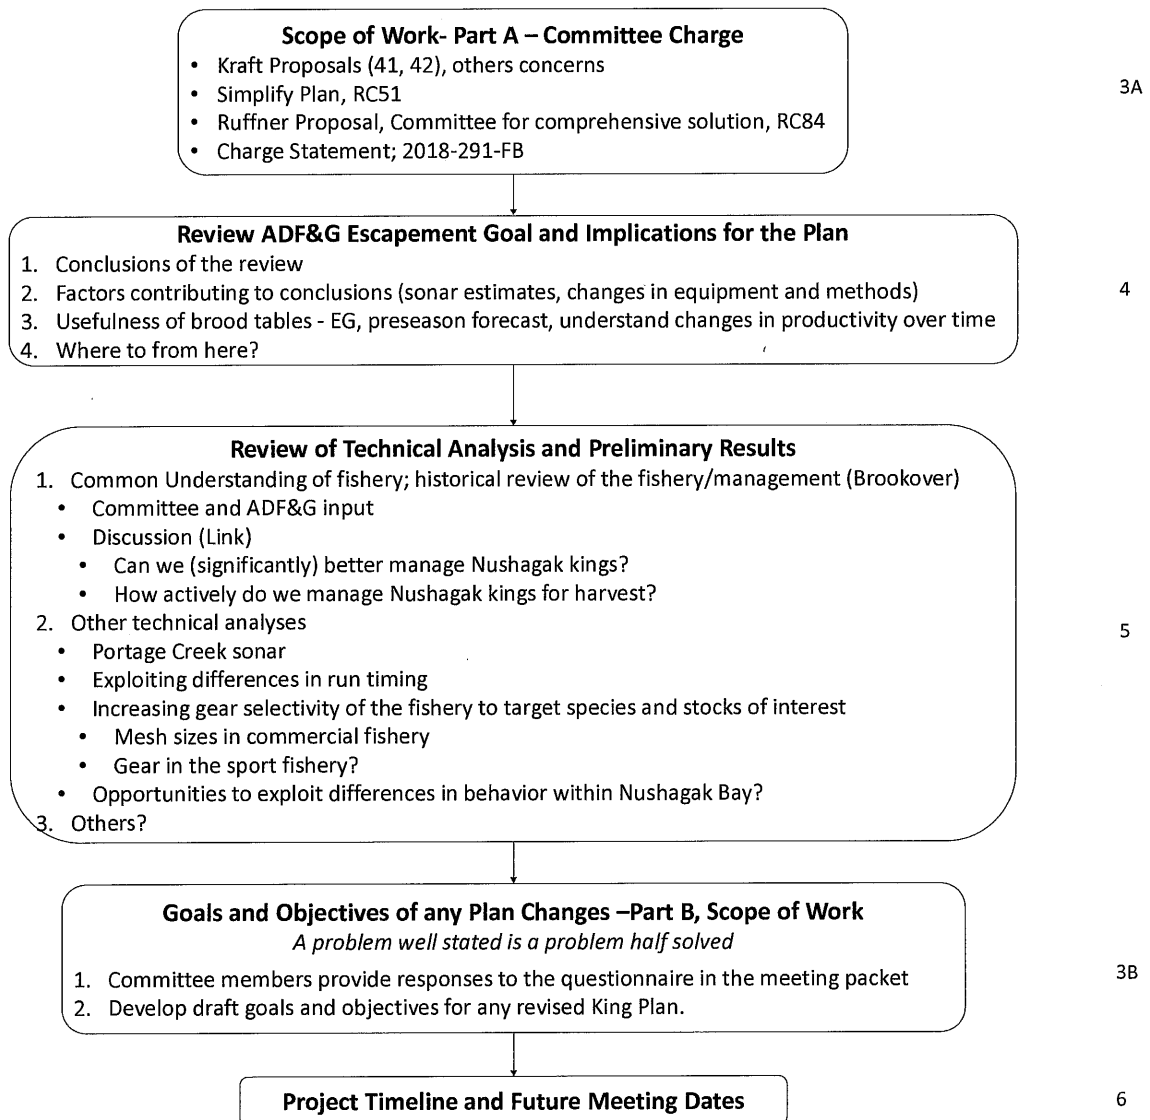 Scope of Work- Part A – Committee Charge
• Kraft Proposals (41, 42), others concerns
• Simplify Plan, RC51
• Ruffner Proposal, Committee for comprehensive solution, RC84
• Charge Statement; 2018-291-FB
3A
Review ADF&G Escapement Goal and Implications for the Plan
1. Conclusions of the review
2. Factors contributing to conclusions (sonar estimates, changes in equipment and methods)
3. Usefulness of brood tables - EG, preseason forecast, understand changes in productivity over time
4. Where to from here?
4
Review of Technical Analysis and Preliminary Results
1. Common Understanding of fishery; historical review of the fishery/management (Brookover)
• Committee and ADF&G input
• Discussion (Link)
• Can we (significantly) better manage Nushagak kings?
• How actively do we manage Nushagak kings for harvest?
2. Other technical analyses
• Portage Creek sonar
• Exploiting differences in run timing
• Increasing gear selectivity of the fishery to target species and stocks of interest
• Mesh sizes in commercial fishery
• Gear in the sport fishery?
• Opportunities to exploit differences in behavior within Nushagak Bay?
3. Others?
5
Goals and Objectives of any Plan Changes –Part B, Scope of Work
A problem well stated is a problem half solved
1. Committee members provide responses to the questionnaire in the meeting packet
2. Develop draft goals and objectives for any revised King Plan.
3B
Project Timeline and Future Meeting Dates
6